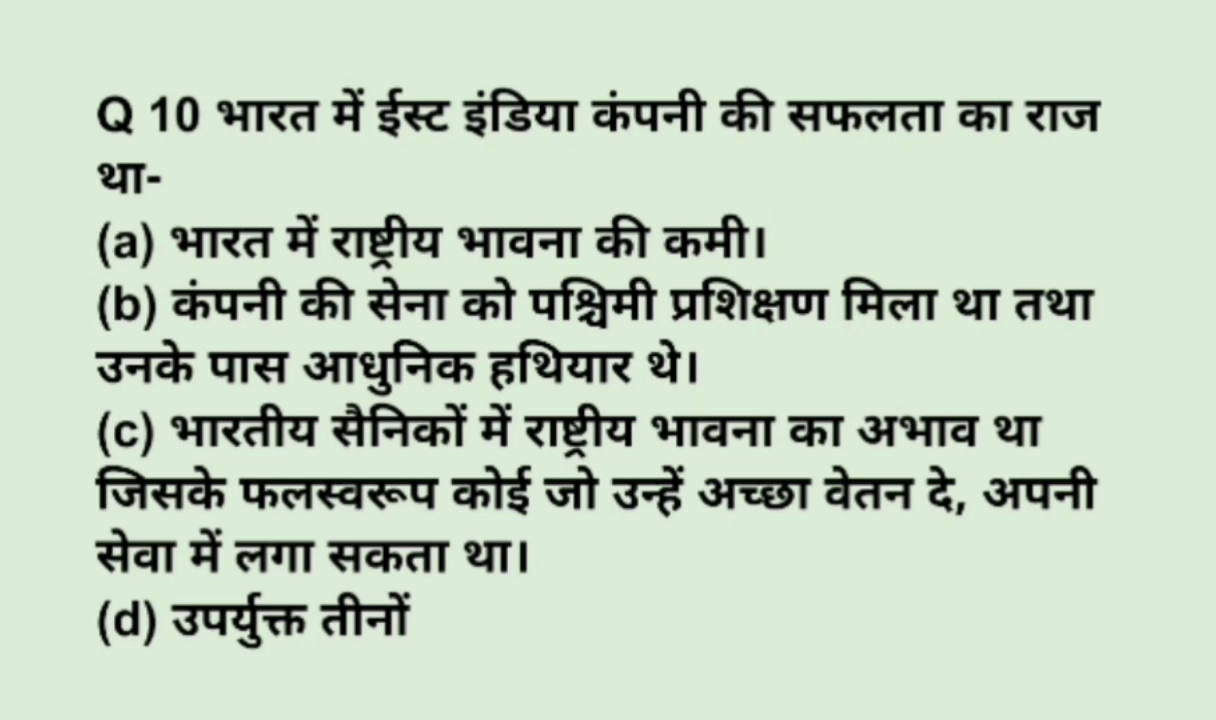 Q 10 भारत में ईस्ट इंडिया कंपनी की सफलता का राज
था-
(a) भारत में राष्ट्रीय भावना की कमी।
(b) कंपनी की सेना को पश्चिमी प्रशिक्षण मिला था तथा
उनके पास आधुनिक हथियार थे।
(c) भारतीय सैनिकों में राष्ट्रीय भावना का अभाव था
जिसके फलस्वरूप कोई जो उन्हें अच्छा वेतन दे, अपनी
सेवा में लगा सकता था।
(d) उपर्युक्त तीनों